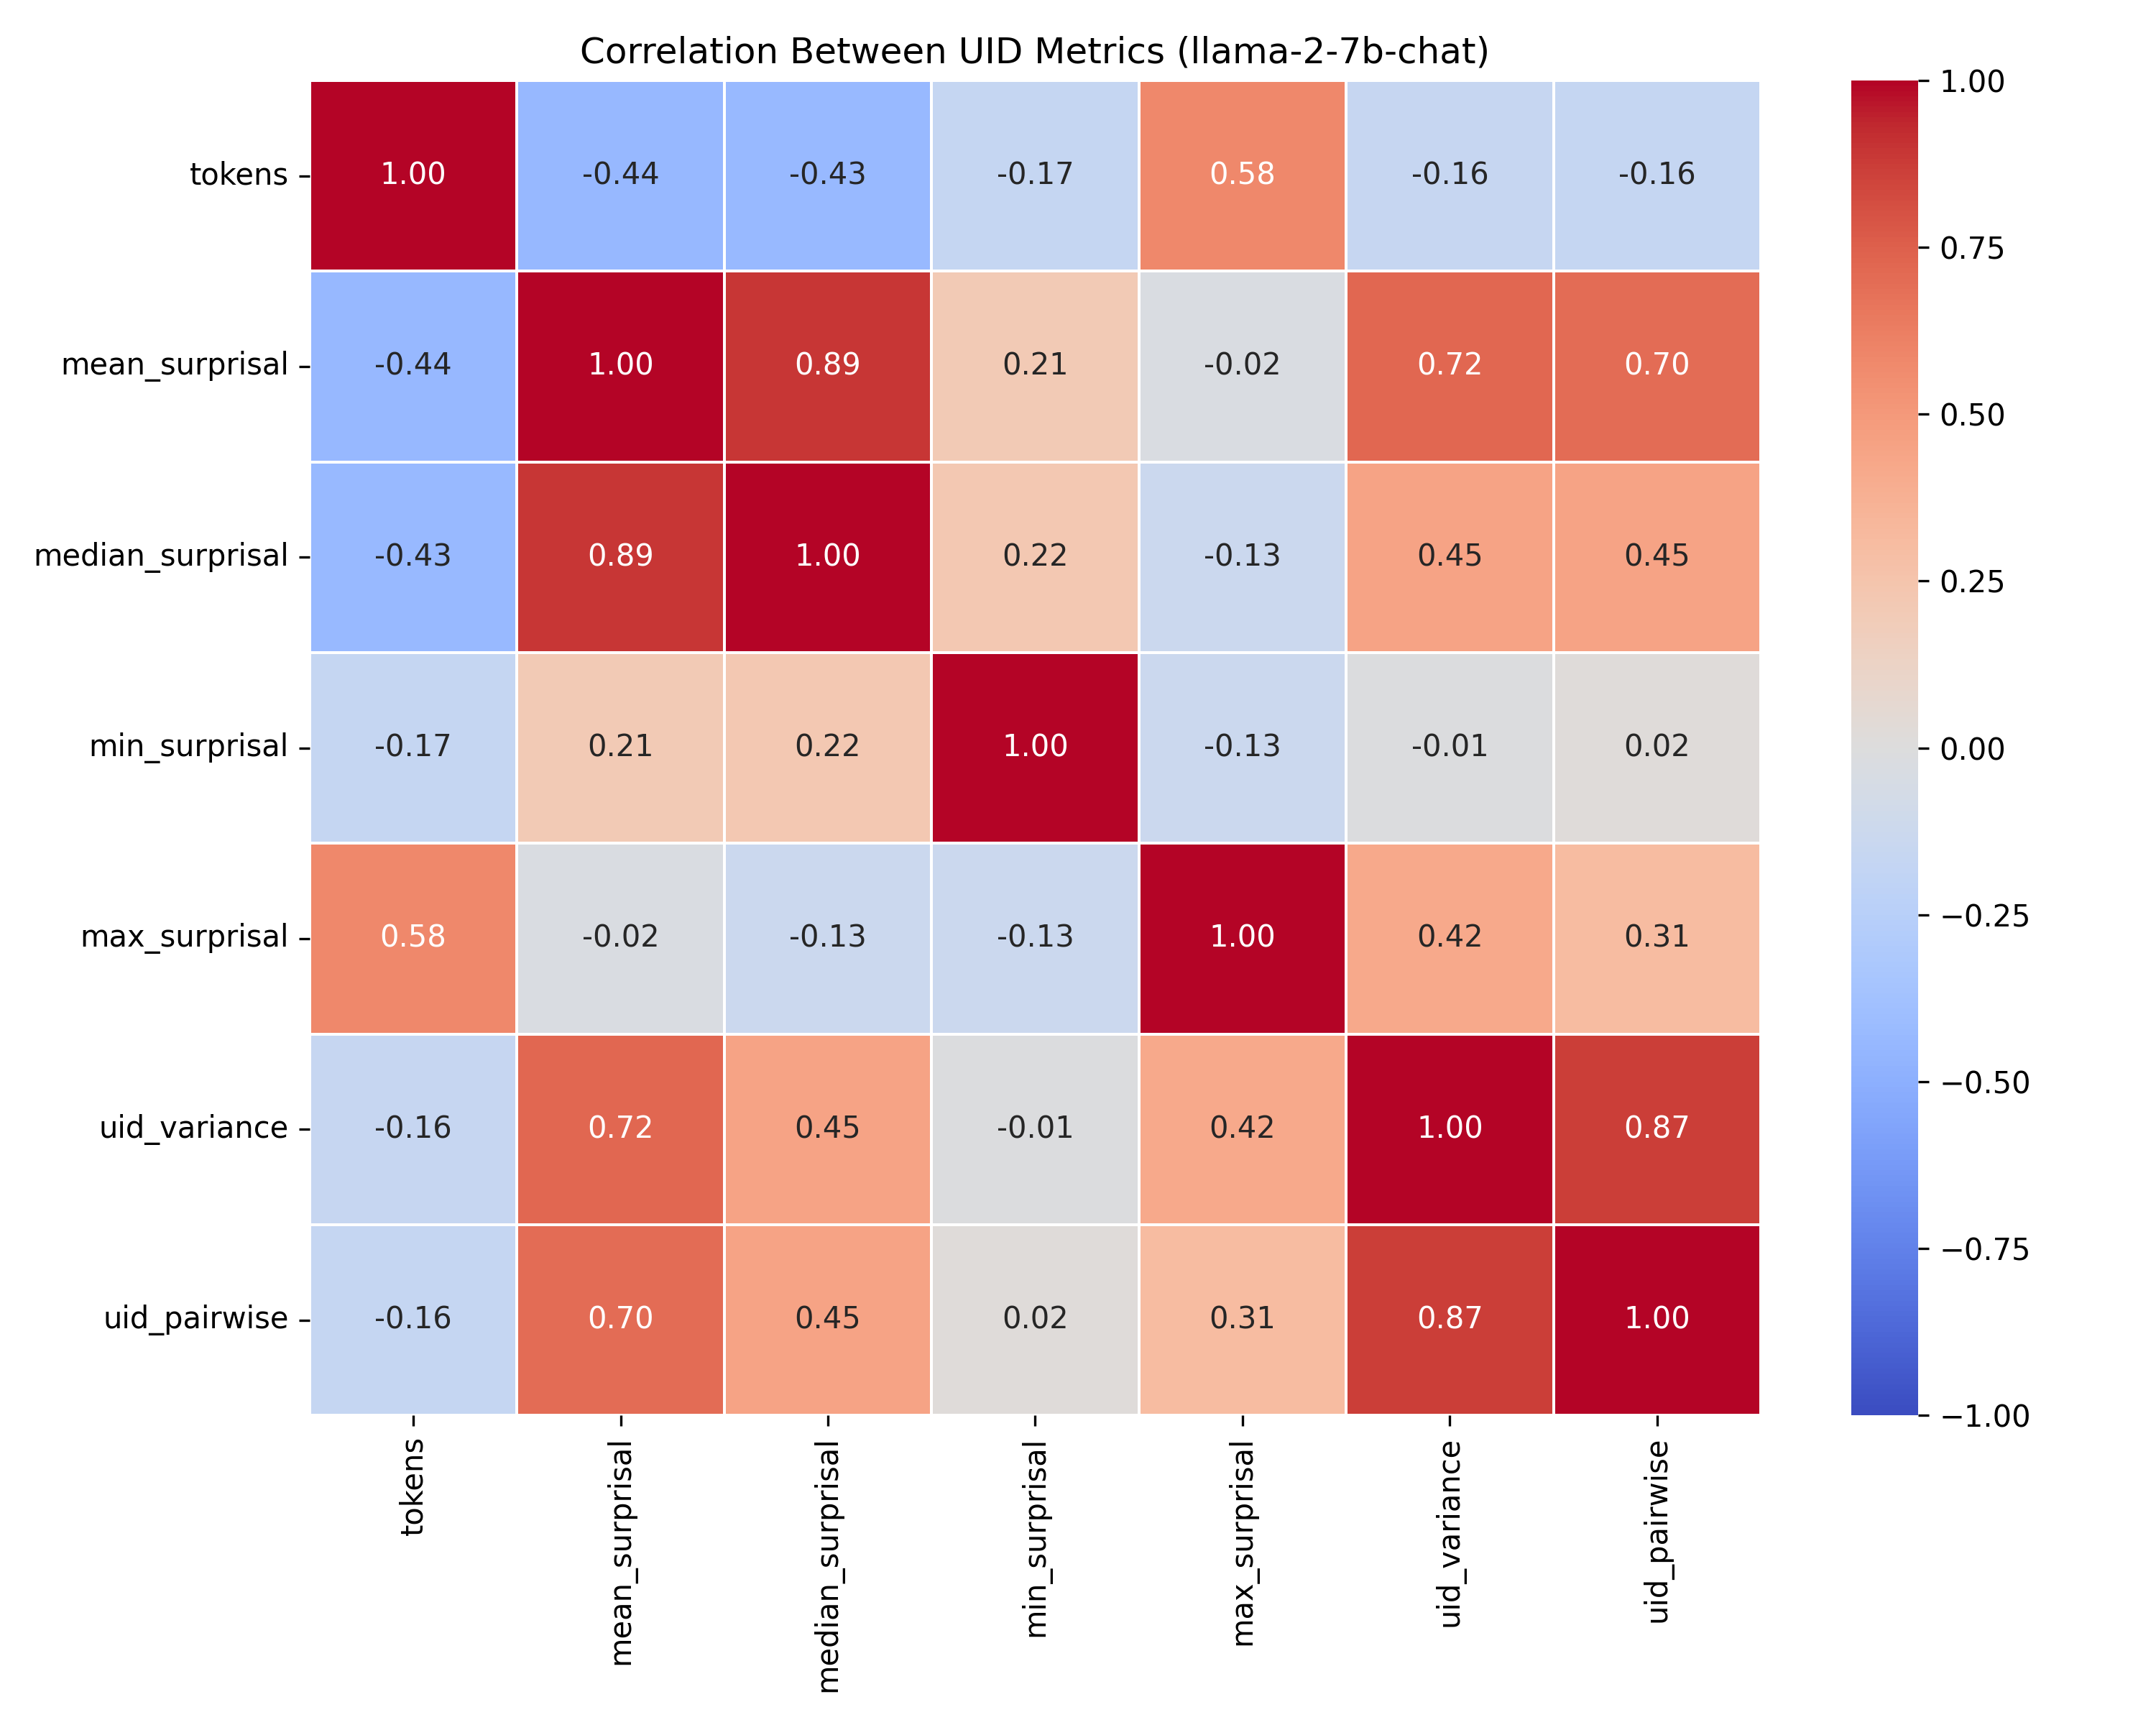 Correlation Between UID Metrics (llama-2-7b-chat)
tokens 1.00 -0.44 -0.43 -0.17 0.58 -0.16 -0.16
mean_surprisal -0.44 1.00 0.89 0.21 -0.02 0.72 0.70
median_surprisal -0.43 0.89 1.00 0.22 -0.13 0.45 0.45
min_surprisal -0.17 0.21 0.22 1.00 -0.13 -0.01 0.02
max_surprisal 0.58 -0.02 -0.13 -0.13 1.00 0.42 0.31
uid_variance -0.16 0.72 0.45 -0.01 0.42 1.00 0.87
uid_pairwise -0.16 0.70 0.45 0.02 0.31 0.87 1.00
tokens
mean_surprisal
median_surprisal
min_surprisal
max_surprisal
uid_variance
uid_pairwise
1.00
0.75
0.50
0.25
0.00
−0.25
−0.50
−0.75
−1.00